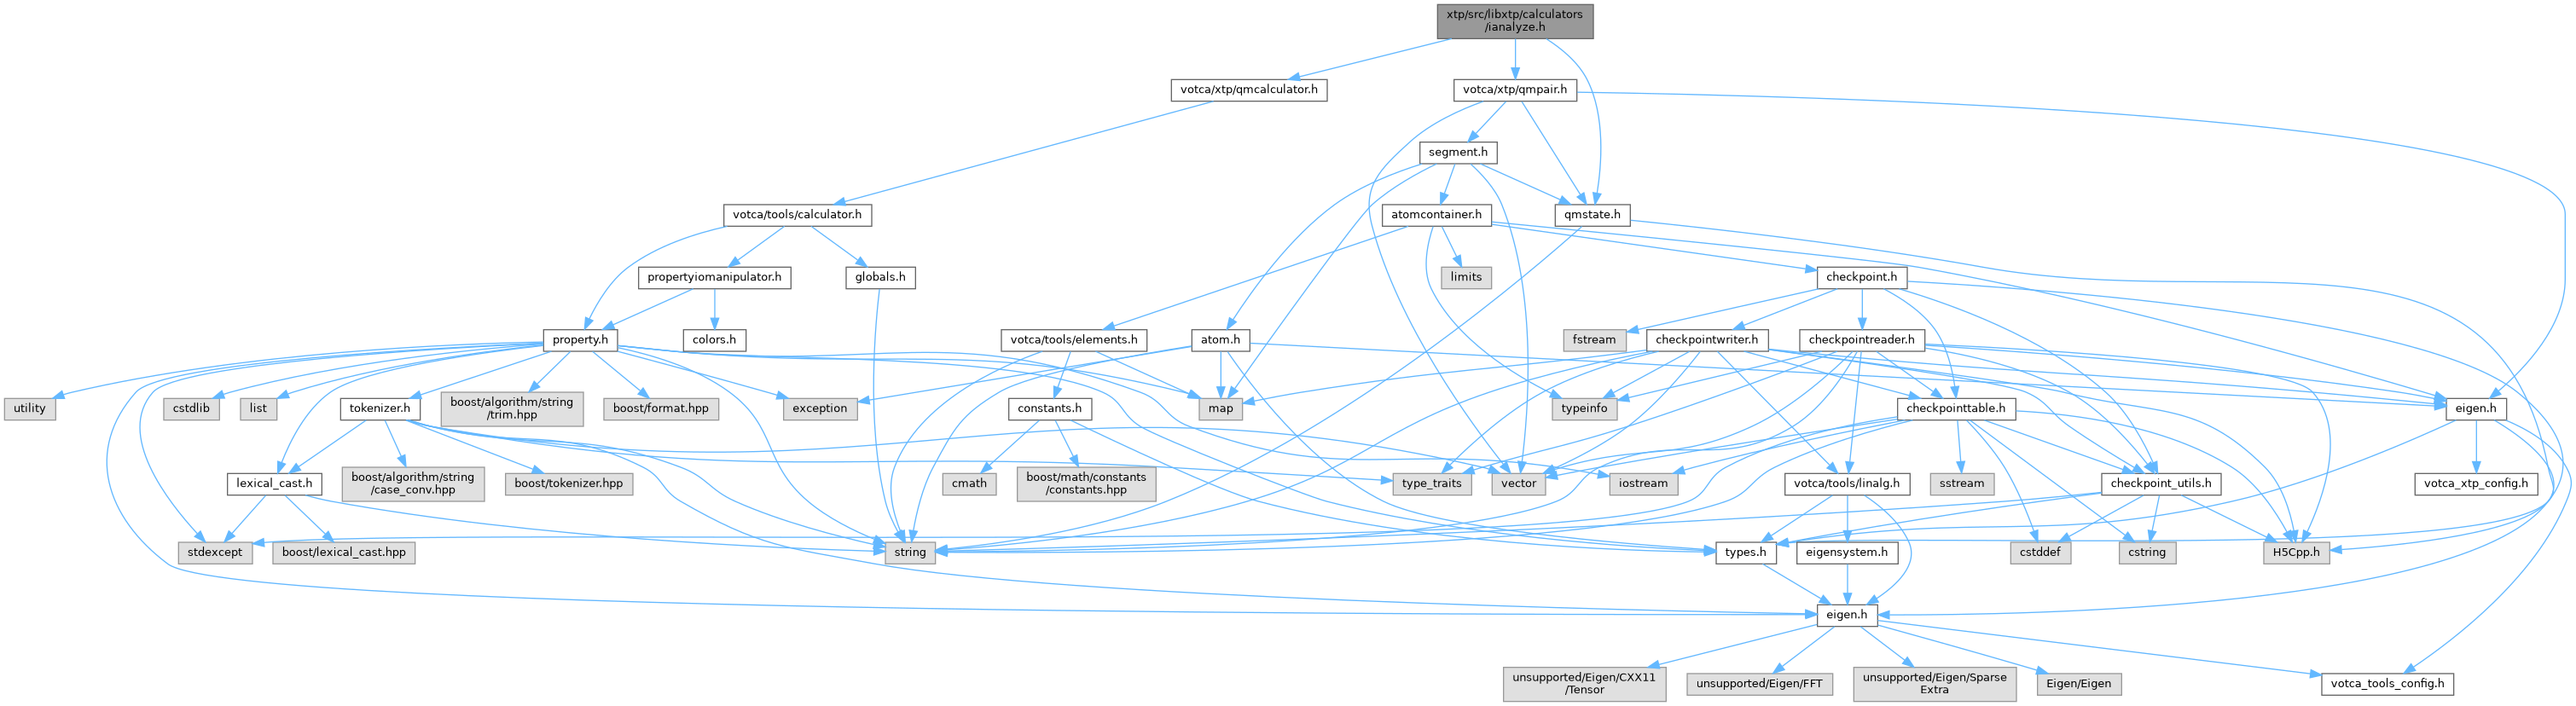 xtp/src/libxtp/calculators
/ianalyze.h
votca/xtp/qmcalculator.h
votca/xtp/qmpair.h
segment.h
votca/tools/calculator.h
atomcontainer.h
qmstate.h
propertyiomanipulator.h
globals.h
limits
checkpoint.h
property.h
colors.h
votca/tools/elements.h
atom.h
fstream
checkpointwriter.h
checkpointreader.h
utility
cstdlib
list
tokenizer.h
boost/algorithm/string
/trim.hpp
boost/format.hpp
exception
constants.h
map
typeinfo
checkpointtable.h
eigen.h
lexical_cast.h
boost/algorithm/string
/case_conv.hpp
boost/tokenizer.hpp
type_traits
cmath
boost/math/constants
/constants.hpp
vector
iostream
votca/tools/linalg.h
sstream
checkpoint_utils.h
votca_xtp_config.h
stdexcept
boost/lexical_cast.hpp
string
types.h
eigensystem.h
cstddef
cstring
H5Cpp.h
eigen.h
unsupported/Eigen/CXX11
/Tensor
unsupported/Eigen/FFT
unsupported/Eigen/Sparse
Extra
Eigen/Eigen
votca_tools_config.h